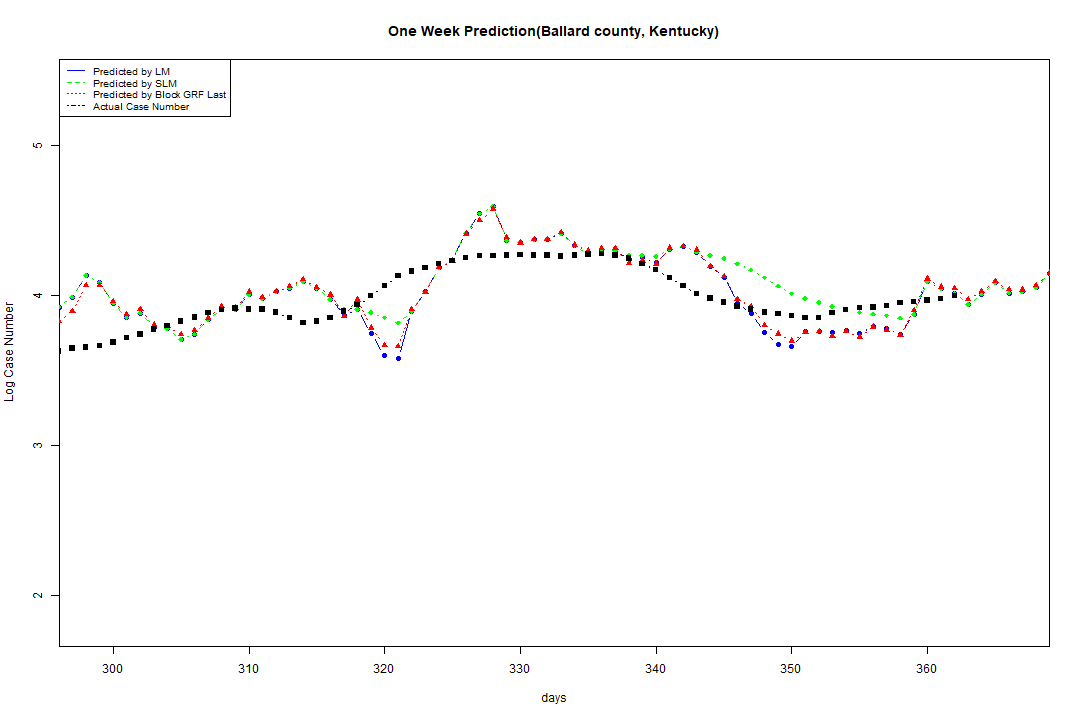 One Week Prediction(Ballard county, Kentucky)
Predicted by LM
Predicted by SLM
Predicted by Block GRF Last
Actual Case Number
5
4
3
2
Log Case Number
300 310 320 330 340 350 360
days